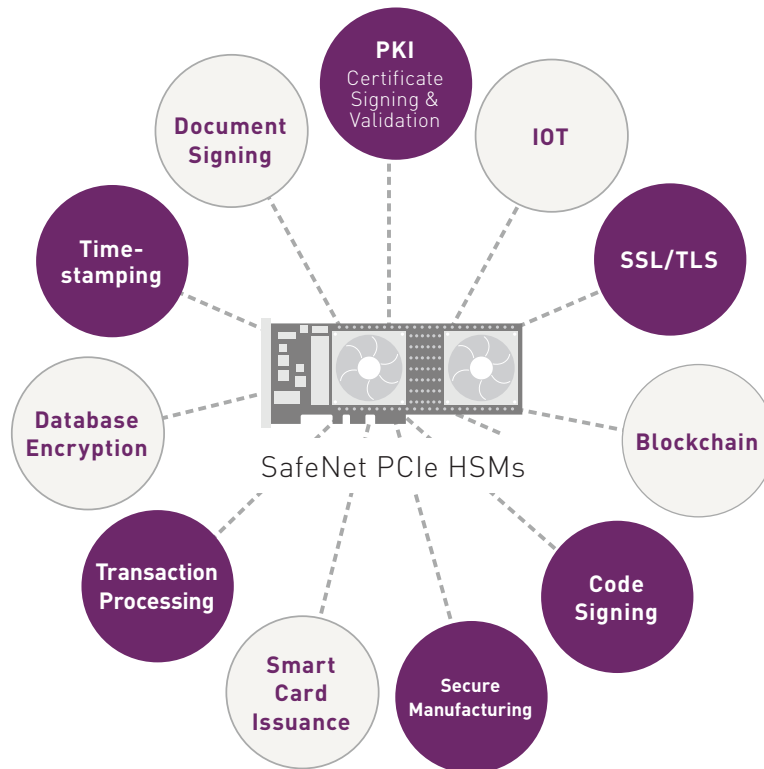 PKI
Certificate
Signing &
Validation
Document
Signing
IOT
Time-
stamping
SSL/TLS
Database
Encryption
Blockchain
SafeNet PCIe HSMs
Transaction
Processing
Code
Signing
Smart
Card
Issuance
Secure
Manufacturing